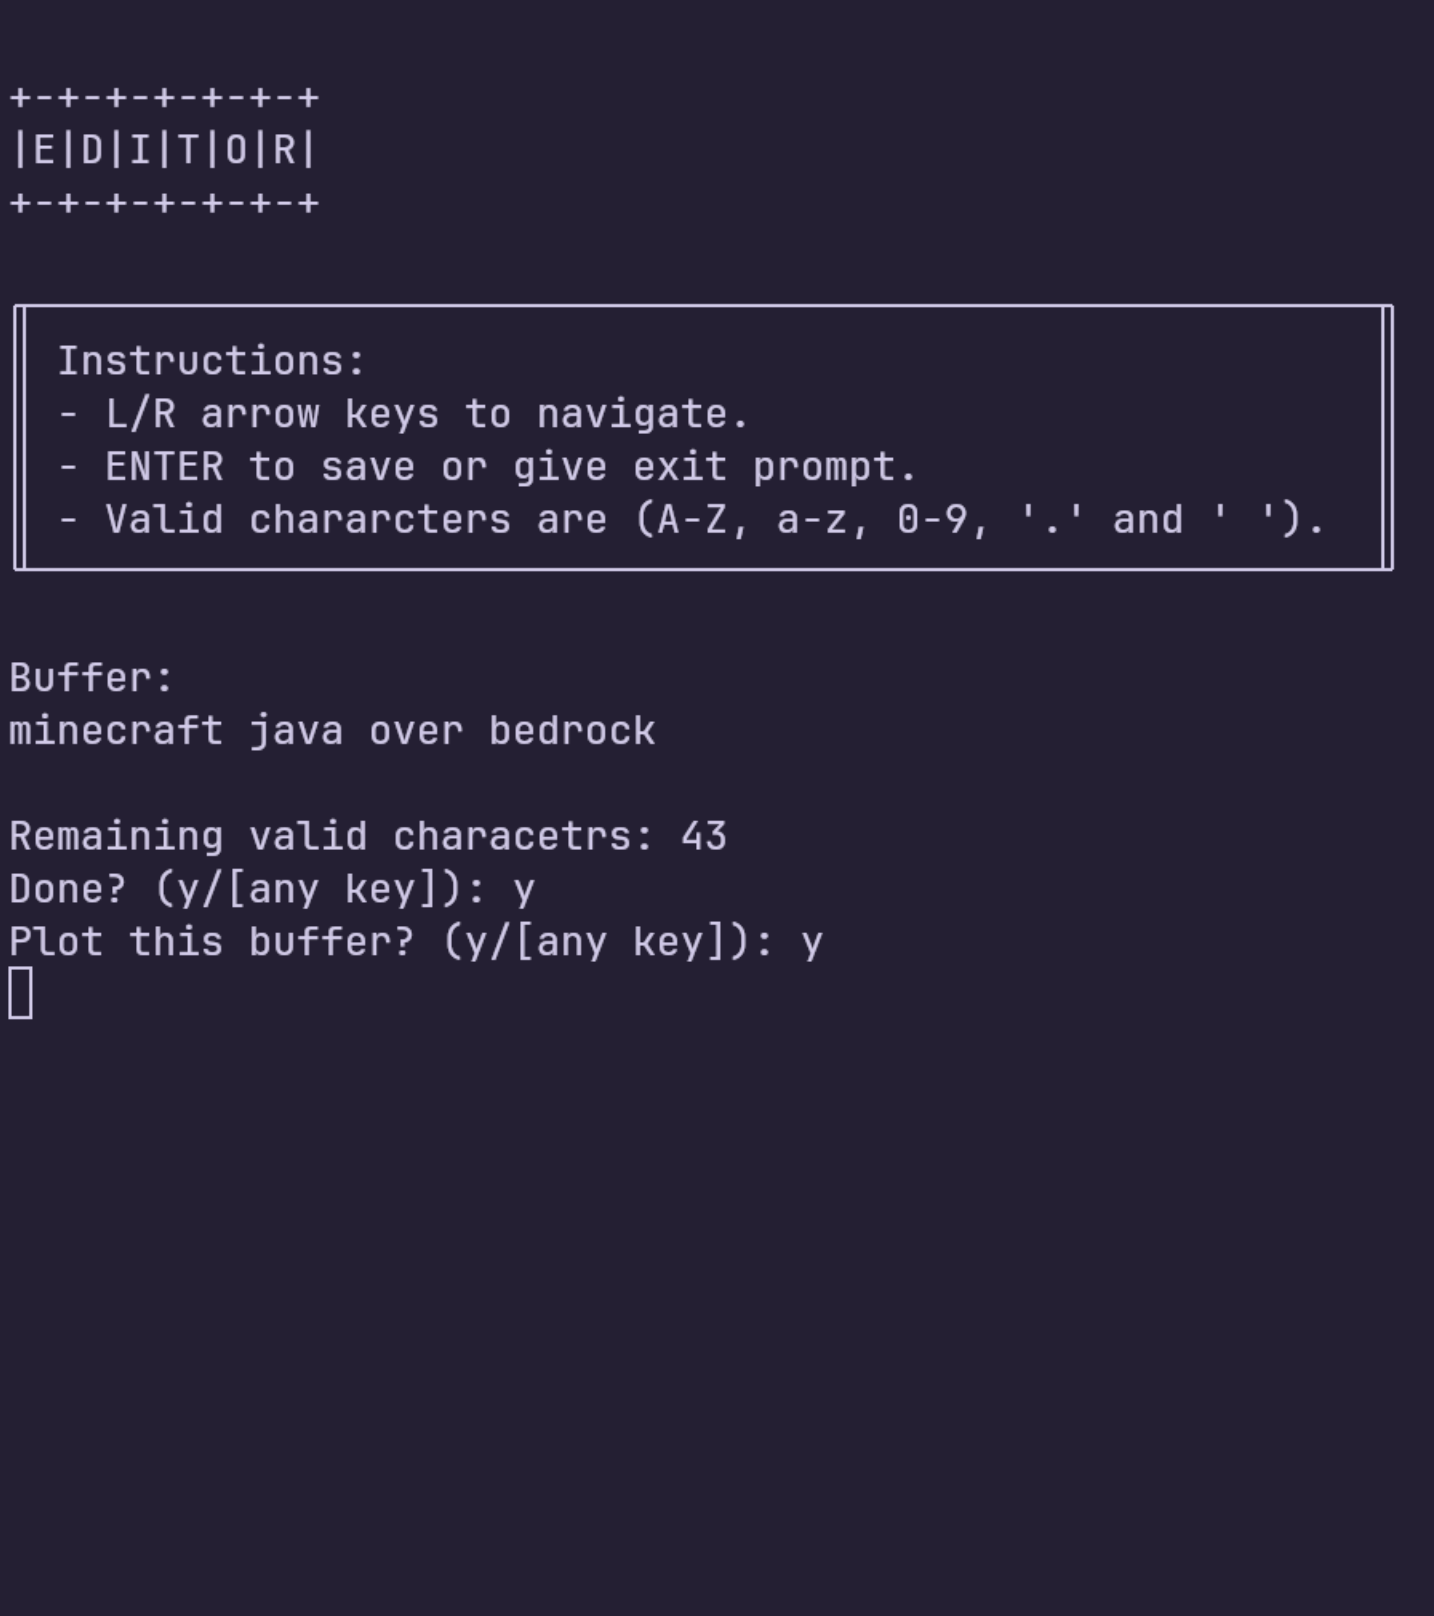 +-+-+-+-+-+-+
|E|D|I|T|O|R|
+-+-+-+-+-+-+
Instructions:
- L/R arrow keys to navigate.
- ENTER to save or give exit prompt.
- Valid chararcters are (A-Z, a-z, 0-9, '.' and ' ').
Buffer:
minecraft java over bedrock
Remaining valid characetrs: 43
Done? (y/[any key]): y
Plot this buffer? (y/[any key]): y